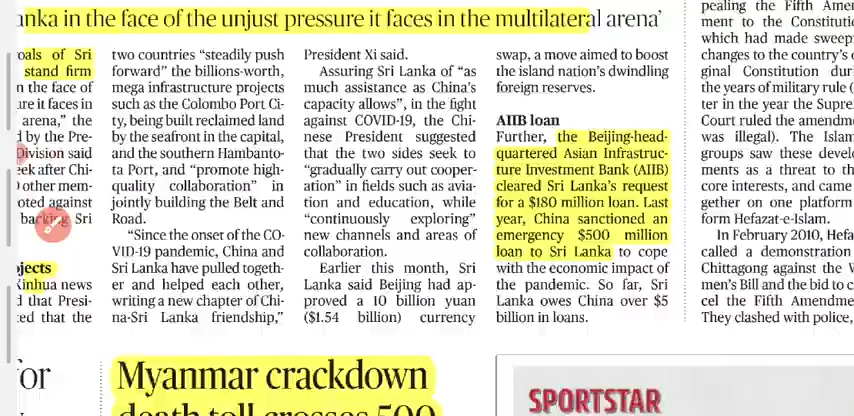 anka in the face of the unjust pressure it faces in the multilateral arena'
oals of Sri
stand firm
n the face of
ure it faces in
arena," the
d by the Pre-
Division said
eek after Chi-
other mem-
oted against
backing Sri
ojects
Xinhua news
d that Presi-
ted that the
two countries "steadily push
forward" the billions-worth,
mega infrastructure projects
such as the Colombo Port Ci-
ty, being built reclaimed land
by the seafront in the capital,
and the southern Hambanto-
ta Port, and "promote high-
quality collaboration" in
jointly building the Belt and
Road.
"Since the onset of the CO-
VID-19 pandemic, China and
Sri Lanka have pulled togeth-
er and helped each other,
writing a new chapter of Chi-
na-Sri Lanka friendship,"
President Xi said.
Assuring Sri Lanka of "as
much assistance as China's
capacity allows", in the fight
against COVID-19, the Chi-
nese President suggested
that the two sides seek to
"gradually carry out cooper-
ation" in fields such as avia-
tion and education, while
"continuously exploring"
new channels and areas of
collaboration.
Earlier this month, Sri
Lanka said Beijing had ap-
proved a 10 billion yuan
($1.54 billion) currency
swap, a move aimed to boost
the island nation's dwindling
foreign reserves.
AIIB loan
Further, the Beijing-head-
quartered Asian Infrastruc-
ture Investment Bank (AIIB)
cleared Sri Lanka's request
for a $180 million loan. Last
year, China sanctioned an
emergency $500 million
loan to Sri Lanka to cope
with the economic impact of
the pandemic. So far, Sri
Lanka owes China over $5
billion in loans.
pealing the Fifth Amen
ment to the Constitutio
which had made sweepi
changes to the country's o
ginal Constitution duri
the years of military rule (
ter in the year the Supre
Court ruled the amendme
was illegal). The Islam
groups saw these develo
ments as a threat to th
core interests, and came
gether on one platform
form Hefazat-e-Islam.
In February 2010, Hefa
called a demonstration
Chittagong against the W
men's Bill and the bid to c
cel the Fifth Amendme
They clashed with police,
for
Myanmar crackdown
death toll crosses 500
SPORTSTAR